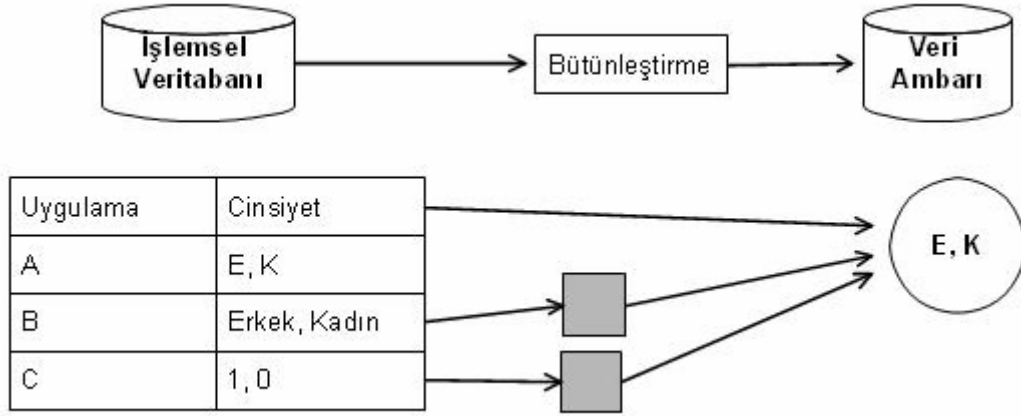 İşlemsel
Veritabanı
Bütünleştirme
Veri
Ambarı
Uygulama Cinsiyet
A E, K
B Erkek, Kadın
C 1, 0
E, K